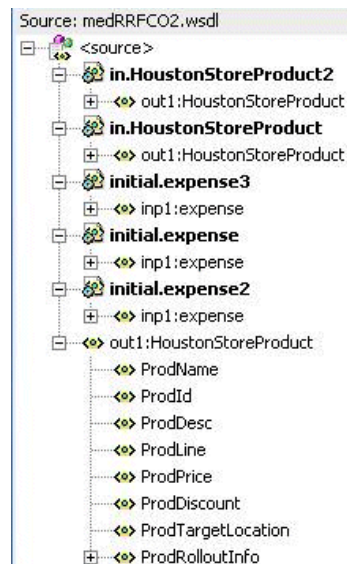 Source: medRRFCO2.wsdl
<source>
in.HoustonStoreProduct2
out1:HoustonStoreProduct
in.HoustonStoreProduct
out1:HoustonStoreProduct
initial.expense3
inp1:expense
initial.expense
inp1:expense
initial.expense2
inp1:expense
out1:HoustonStoreProduct
ProdName
ProdId
ProdDesc
ProdLine
ProdPrice
ProdDiscount
ProdTargetLocation
ProdRolloutInfo